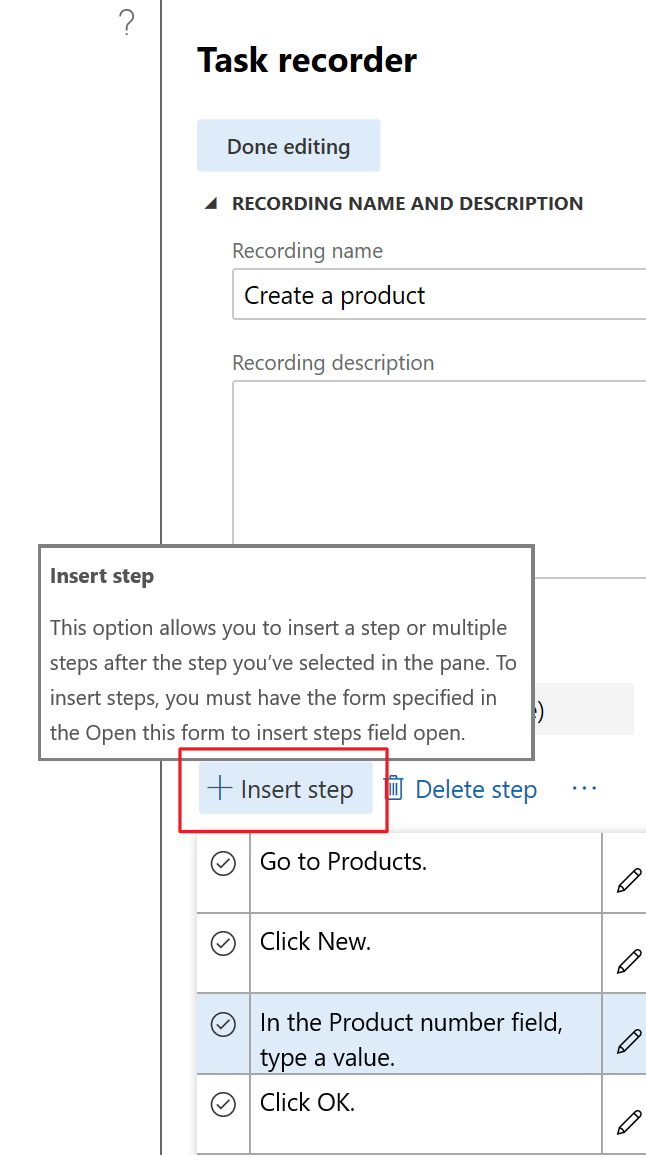 ?
Task recorder
Done editing
RECORDING NAME AND DESCRIPTION
Recording name
Create a product
Recording description
Insert step
This option allows you to insert a step or multiple
steps after the step you’ve selected in the pane. To
insert steps, you must have the form specified in
the Open this form to insert steps field open.
Insert step
Delete step
...
Go to Products.
Click New.
In the Product number field,
type a value.
Click OK.